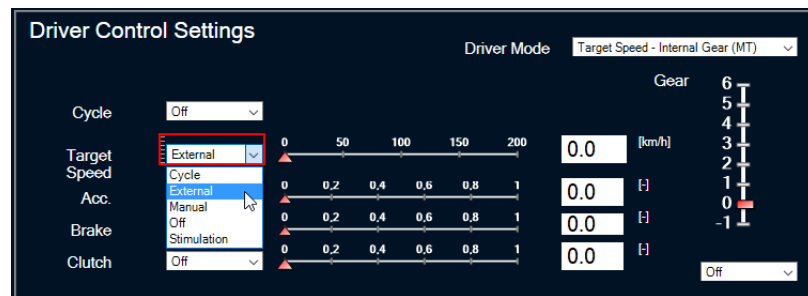 Driver Control Settings
Driver Mode
Target Speed - Internal Gear (MT)
Gear
6
5
4
3
2
1
0
-1
Off
Cycle
Off
Target
Speed
External
0 50 100 150 200
0.0
[km/h]
Cycle
External
Manual
Off
Stimulation
Acc.
0 0,2 0,4 0,6 0,8 1
0.0
[-]
Brake
0 0,2 0,4 0,6 0,8 1
0.0
[-]
Clutch
Off
0 0,2 0,4 0,6 0,8 1
0.0
[-]